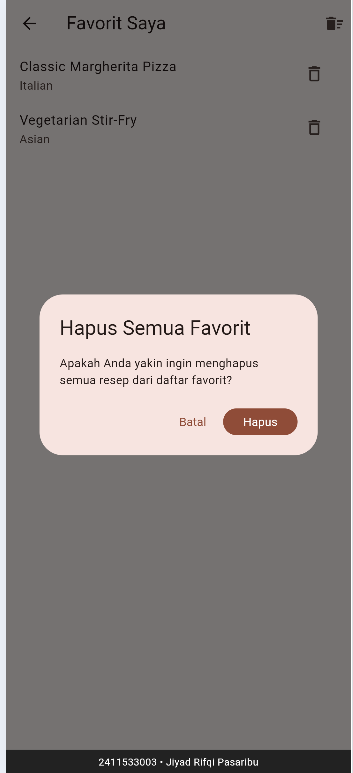 Favorit Saya
Classic Margherita Pizza
Italian
Vegetarian Stir-Fry
Asian
Hapus Semua Favorit
Apakah Anda yakin ingin menghapus
semua resep dari daftar favorit?
Batal
Hapus
2411533003 • Jiyad Rifqi Pasaribu